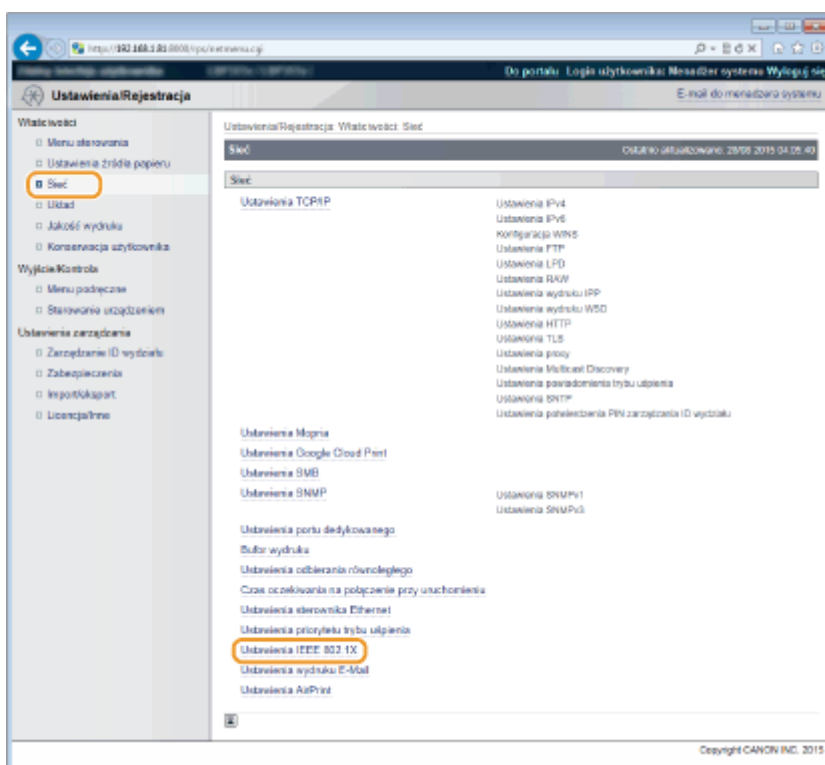 Do portalu Login użytkownika: Menadżer systemu Wyloguj się
Ustawienia/Rejestracja
E-mail do menadżera systemu
Właściwości
Menu sterowania
Ustawienia źródła papieru
Sieć
Układ
Jakość wydruku
Konserwacja użytkownika
Wyjście/Kontrola
Menu podręczne
Sterowanie urządzeniem
Ustawienia zarządzania
Zarządzanie ID wydziału
Zabezpieczenia
Import/eksport
Licencja/Inne
Ustawienia/Rejestracja: Właściwości: Sieć
Sieć
Ostatnio aktualizowane: 28/08 2015 04:05:40
Sieć
Ustawienia TCP/IP
Ustawienia IPv4
Ustawienia IPv6
Konfiguracja WINS
Ustawienia FTP
Ustawienia LPD
Ustawienia RAW
Ustawienia wydruku IPP
Ustawienia wydruku WSD
Ustawienia HTTP
Ustawienia TLS
Ustawienia proxy
Ustawienia Multicast Discovery
Ustawienia powiadomienia trybu uśpienia
Ustawienia SNTP
Ustawienia potwierdzenia PIN zarządzania ID wydziału
Ustawienia Mopria
Ustawienia Google Cloud Print
Ustawienia SMB
Ustawienia SNMP
Ustawienia SNMPv1
Ustawienia SNMPv3
Ustawienia portu dedykowanego
Bufor wydruku
Ustawienia odbierania równoległego
Czas oczekiwania na połączenie przy uruchomieniu
Ustawienia sterownika Ethernet
Ustawienia priorytetu trybu uśpienia
Ustawienia IEEE 802.1X
Ustawienia wydruku E-Mail
Ustawienia AirPrint
Copyright CANON INC. 2015